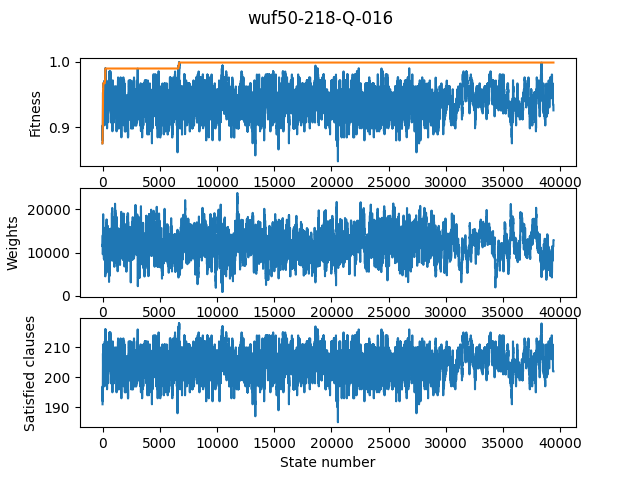 wuf50-218-Q-016
1.0
0.9
Fitness
0 5000 10000 15000 20000 25000 30000 35000 40000
20000
10000
0
Weights
0 5000 10000 15000 20000 25000 30000 35000 40000
210
200
190
Satisfied clauses
0 5000 10000 15000 20000 25000 30000 35000 40000
State number